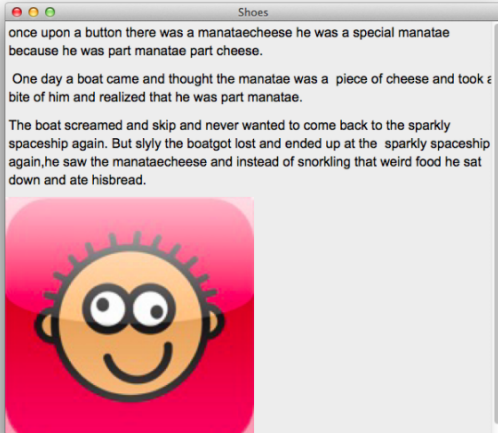 Shoes
once upon a button there was a manataecheese he was a special manatae
because he was part manatae part cheese.
One day a boat came and thought the manatae was a  piece of cheese and took a
bite of him and realized that he was part manatae.
The boat screamed and skip and never wanted to come back to the sparkly
spaceship again. But slyly the boatgot lost and ended up at the  sparkly spaceship
again,he saw the manataecheese and instead of snorkling that weird food he sat
down and ate hisbread.